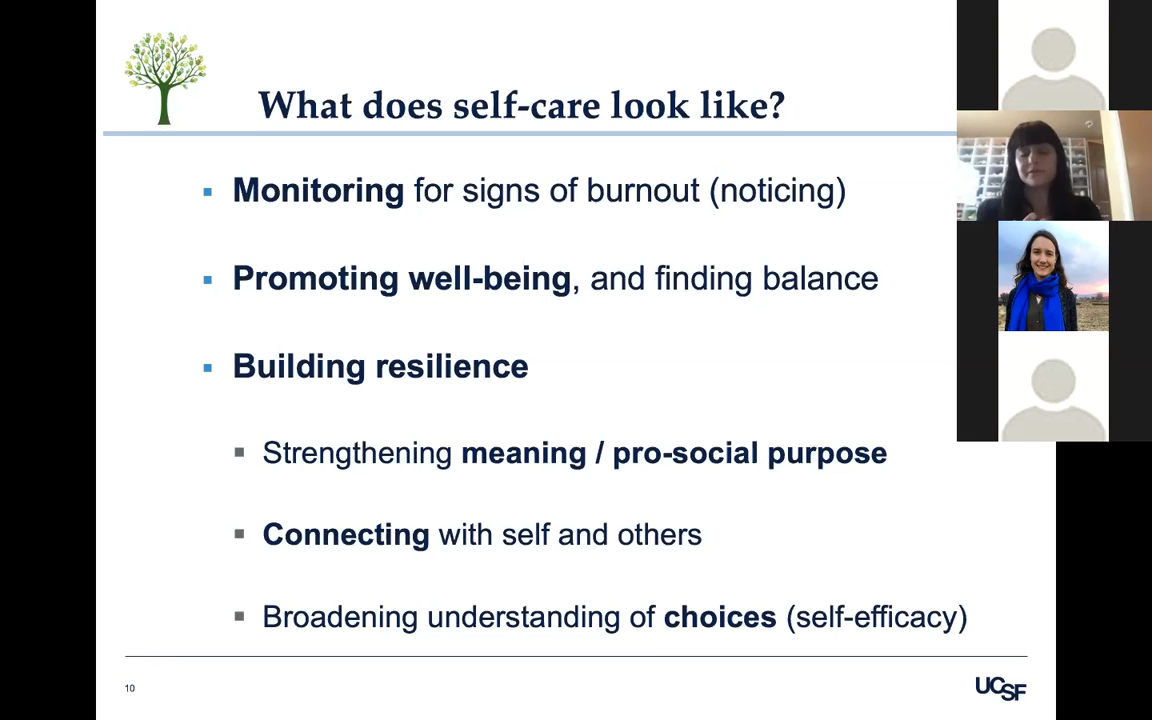 What does self-care look like?
Monitoring for signs of burnout (noticing)
Promoting well-being, and finding balance
Building resilience
Strengthening meaning / pro-social purpose
Connecting with self and others
Broadening understanding of choices (self-efficacy)
10
UCSF